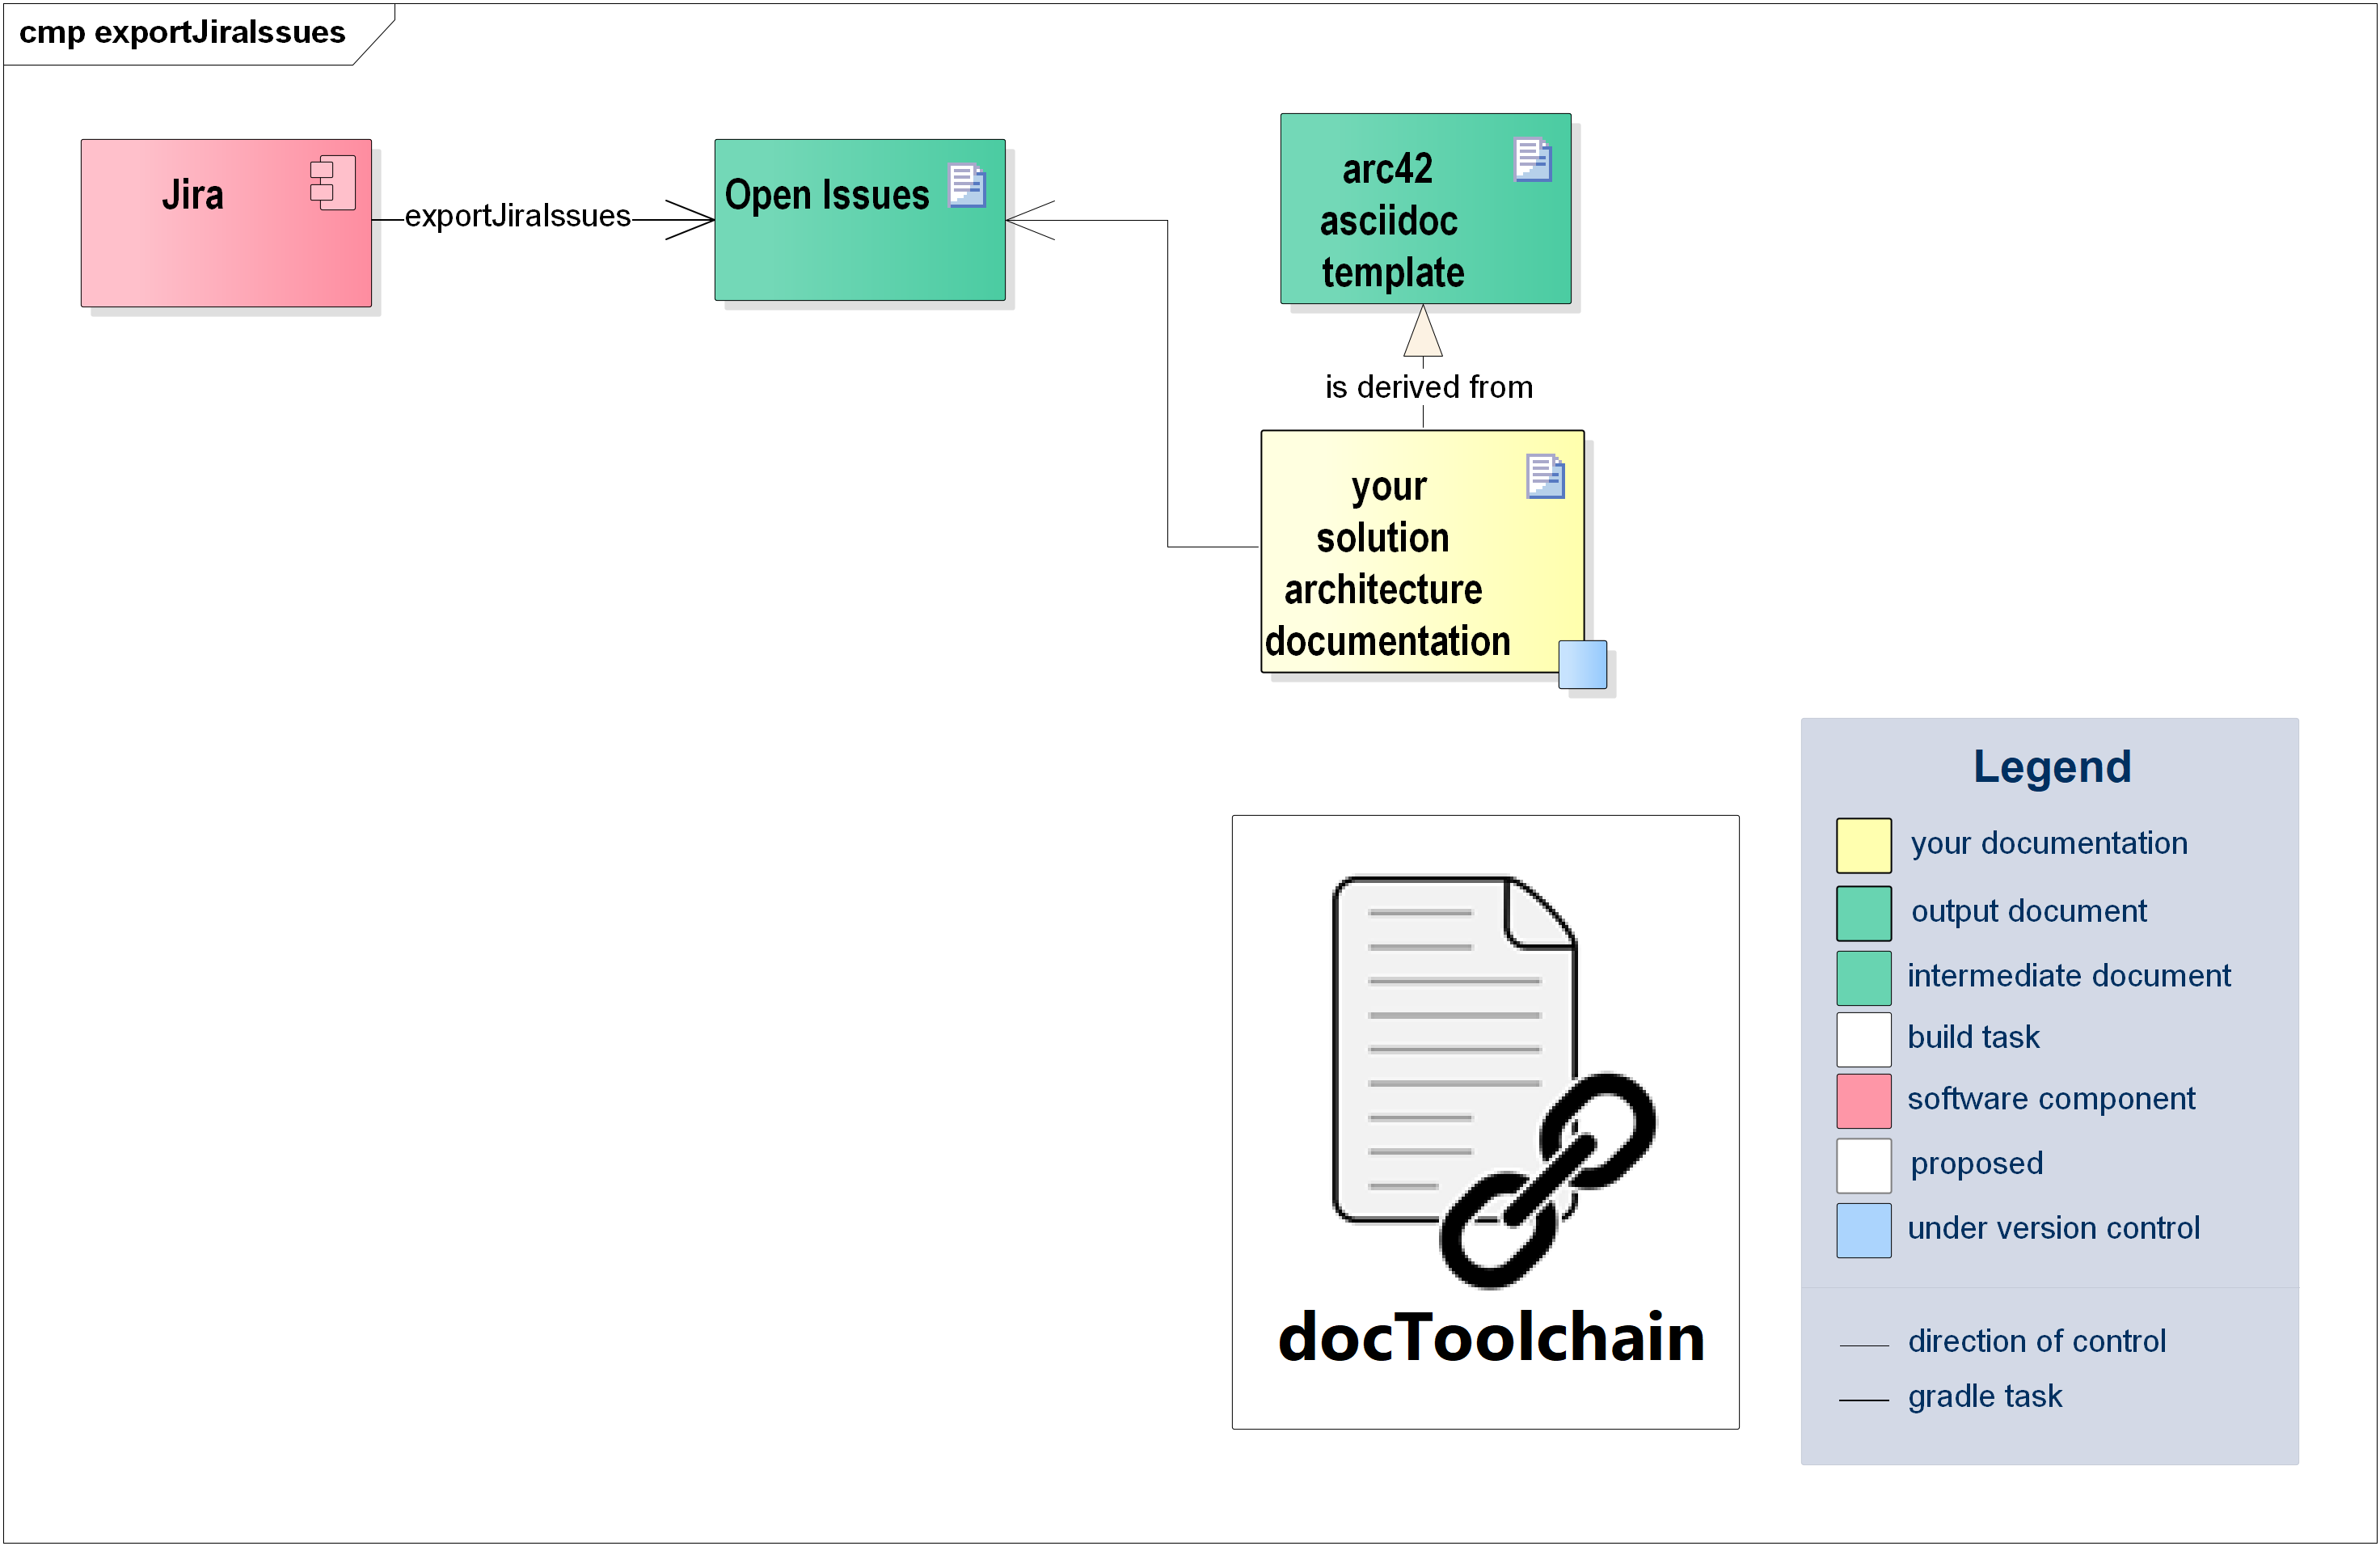 cmp exportJiraIssues
Jira
exportJiraIssues
Open Issues
arc42
asciidoc
template
is derived from
your
solution
architecture
documentation
Legend
your documentation
output document
intermediate document
build task
software component
proposed
under version control
direction of control
gradle task
docToolchain